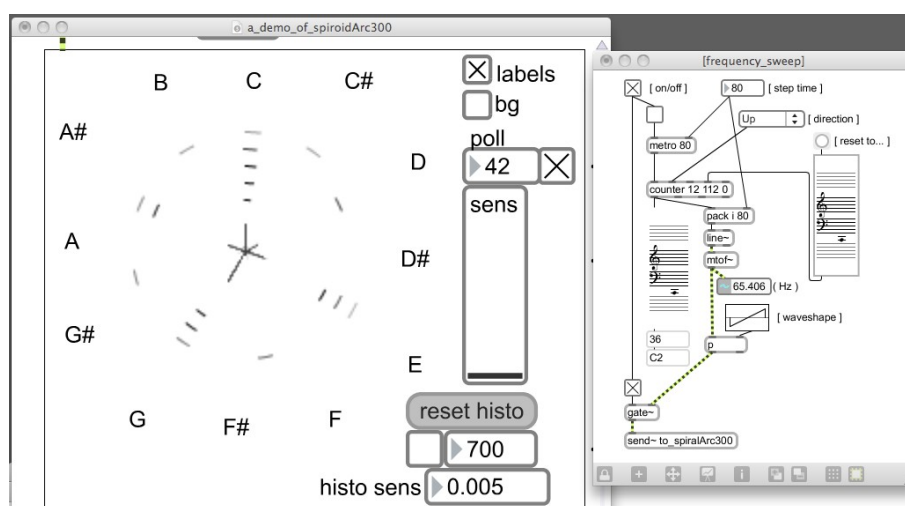 a_demo_of_spiroidArc300
B
C
C#
A#
D
A
D#
G#
E
G
F#
F
labels
bg
poll
42
sens
reset histo
700
histo sens
0.005
[frequency_sweep]
[ on/off ]
80
[ step time ]
Up
[ direction ]
[ reset to... ]
metro 80
counter 12 112 0
pack i 80
line~
mtof~
65.406
( Hz )
[ waveshape ]
36
C2
p
gate~
send~ to_spiralArc300